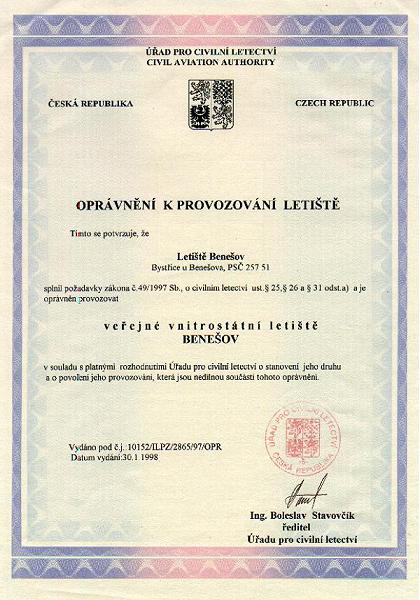 ÚŘAD PRO CIVILNÍ LETECTVÍ
CIVIL AVIATION AUTHORITY
ČESKÁ REPUBLIKA
CZECH REPUBLIC
OPRÁVNĚNÍ K PROVOZOVÁNÍ LETIŠTĚ
Tímto se potvrzuje, že
Letiště Benešov
Bystřice u Benešova, PSČ 257 51
splnil požadavky zákona č.49/1997 Sb., o civilním letectví ust.§ 25,§ 26 a § 31 odst.a) a je
oprávněn provozovat
veřejné vnitrostátní letiště
BENEŠOV
v souladu s platnými rozhodnutími Úřadu pro civilní letectví o stanovení jeho druhu
a o povolení jeho provozování, která jsou nedílnou součástí tohoto oprávnění.
ÚŘAD PRO CIVILNÍ LETECTVÍ
ČESKÁ REPUBLIKA
Vydáno pod č.j. 10152/ILPZ/2865/97/OPR
Datum vydání:30.1 1998
Ing. Boleslav Stavovčík
ředitel
Úřadu pro civilní letectví